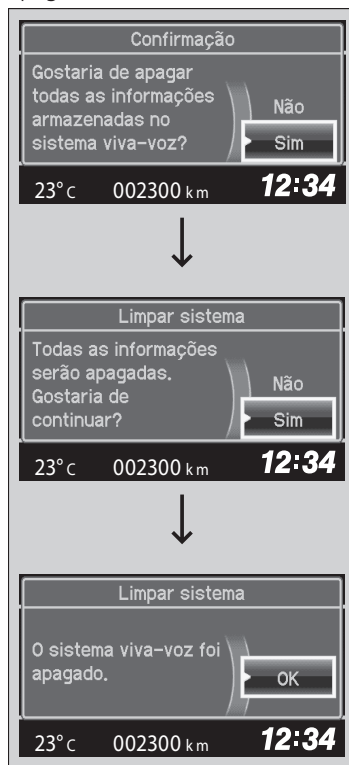 Confirmação
Gostaria de apagar
todas as informações
armazenadas no
sistema viva-voz?
Não
Sim
23°C 002300 km 12:34
Limpar sistema
Todas as informações
serão apagadas.
Gostaria de
continuar?
Não
Sim
23°C 002300 km 12:34
Limpar sistema
O sistema viva-voz foi
apagado.
OK
23°C 002300 km 12:34